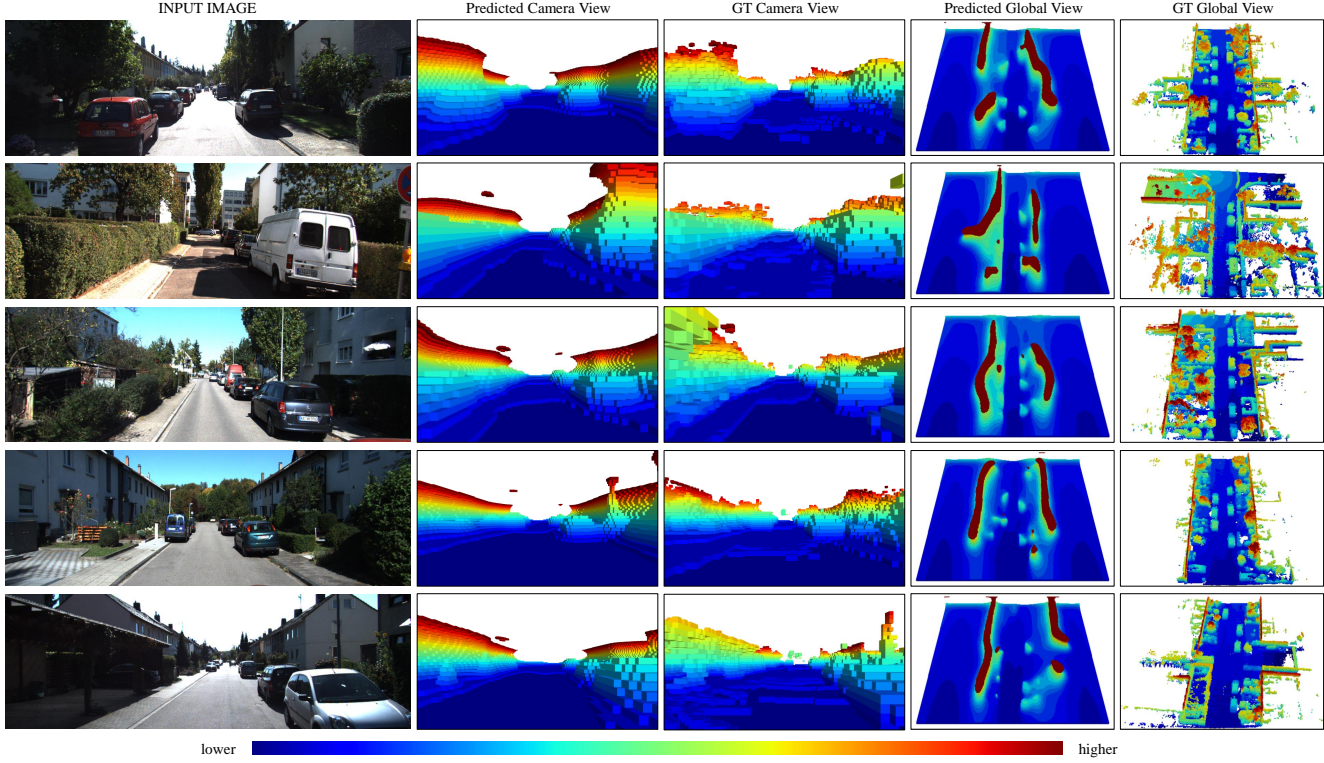 INPUT IMAGE
Predicted Camera View
GT Camera View
Predicted Global View
GT Global View
lower
higher